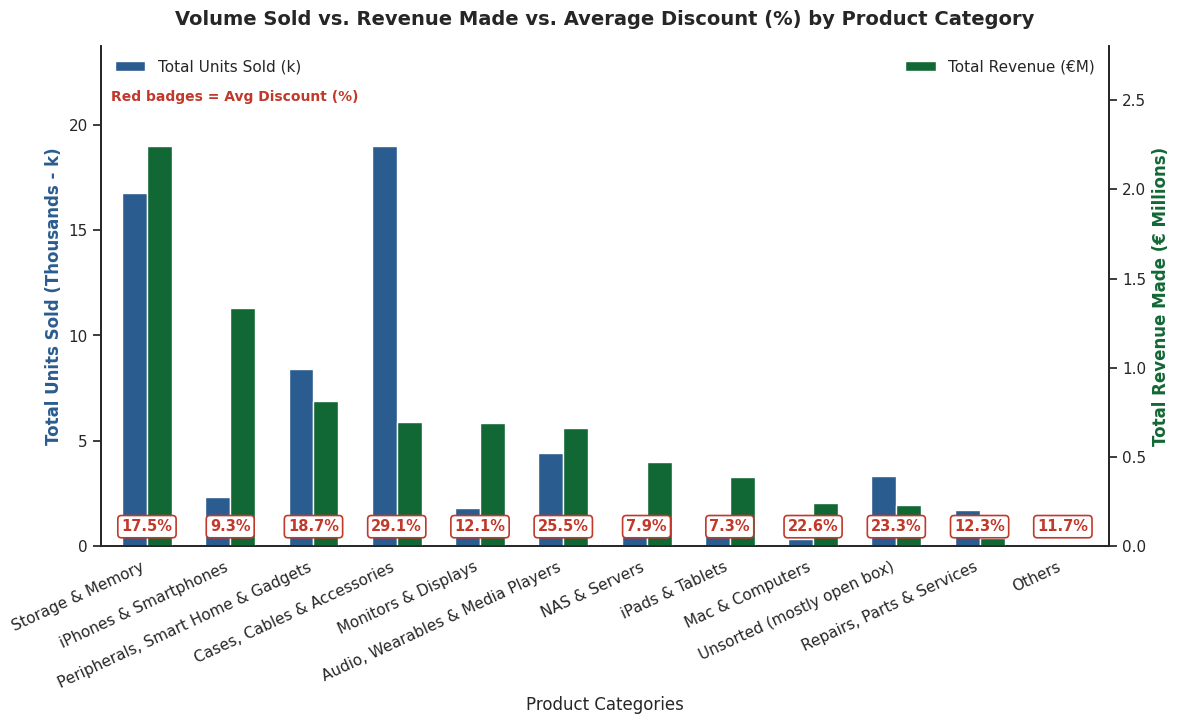 Volume Sold vs. Revenue Made vs. Average Discount (%) by Product Category
Total Units Sold (k)
Total Revenue (€M)
Red badges = Avg Discount (%)
Total Units Sold (Thousands - k)
20
15
10
5
0
2.5
2.0
1.5
1.0
0.5
0.0
Total Revenue Made (€ Millions)
17.5%
9.3%
18.7%
29.1%
12.1%
25.5%
7.9%
7.3%
22.6%
23.3%
12.3%
11.7%
Storage & Memory
iPhones & Smartphones
Peripherals, Smart Home & Gadgets
Cases, Cables & Accessories
Monitors & Displays
Audio, Wearables & Media Players
NAS & Servers
iPads & Tablets
Mac & Computers
Unsorted (mostly open box)
Repairs, Parts & Services
Others
Product Categories